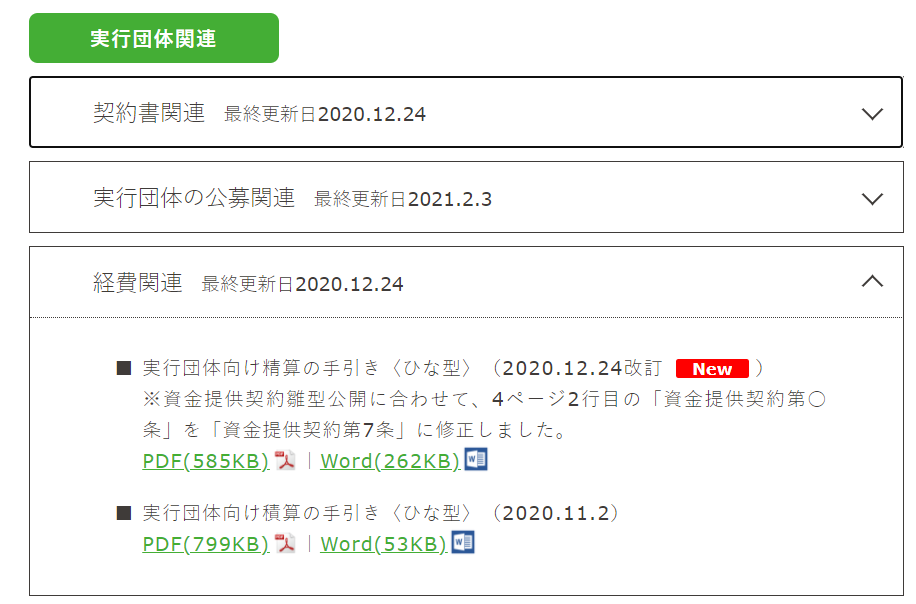 実行団体関連
契約書関連 最終更新日2020.12.24
実行団体の公募関連 最終更新日2021.2.3
経費関連 最終更新日2020.12.24
■ 実行団体向け精算の手引き〈ひな型〉（2020.12.24改訂 New ）
※資金提供契約雛型公開に合わせて、4ページ2行目の「資金提供契約第〇
条」を「資金提供契約第7条」に修正しました。
PDF(585KB) | Word(262KB)
■ 実行団体向け積算の手引き〈ひな型〉（2020.11.2）
PDF(799KB) | Word(53KB)